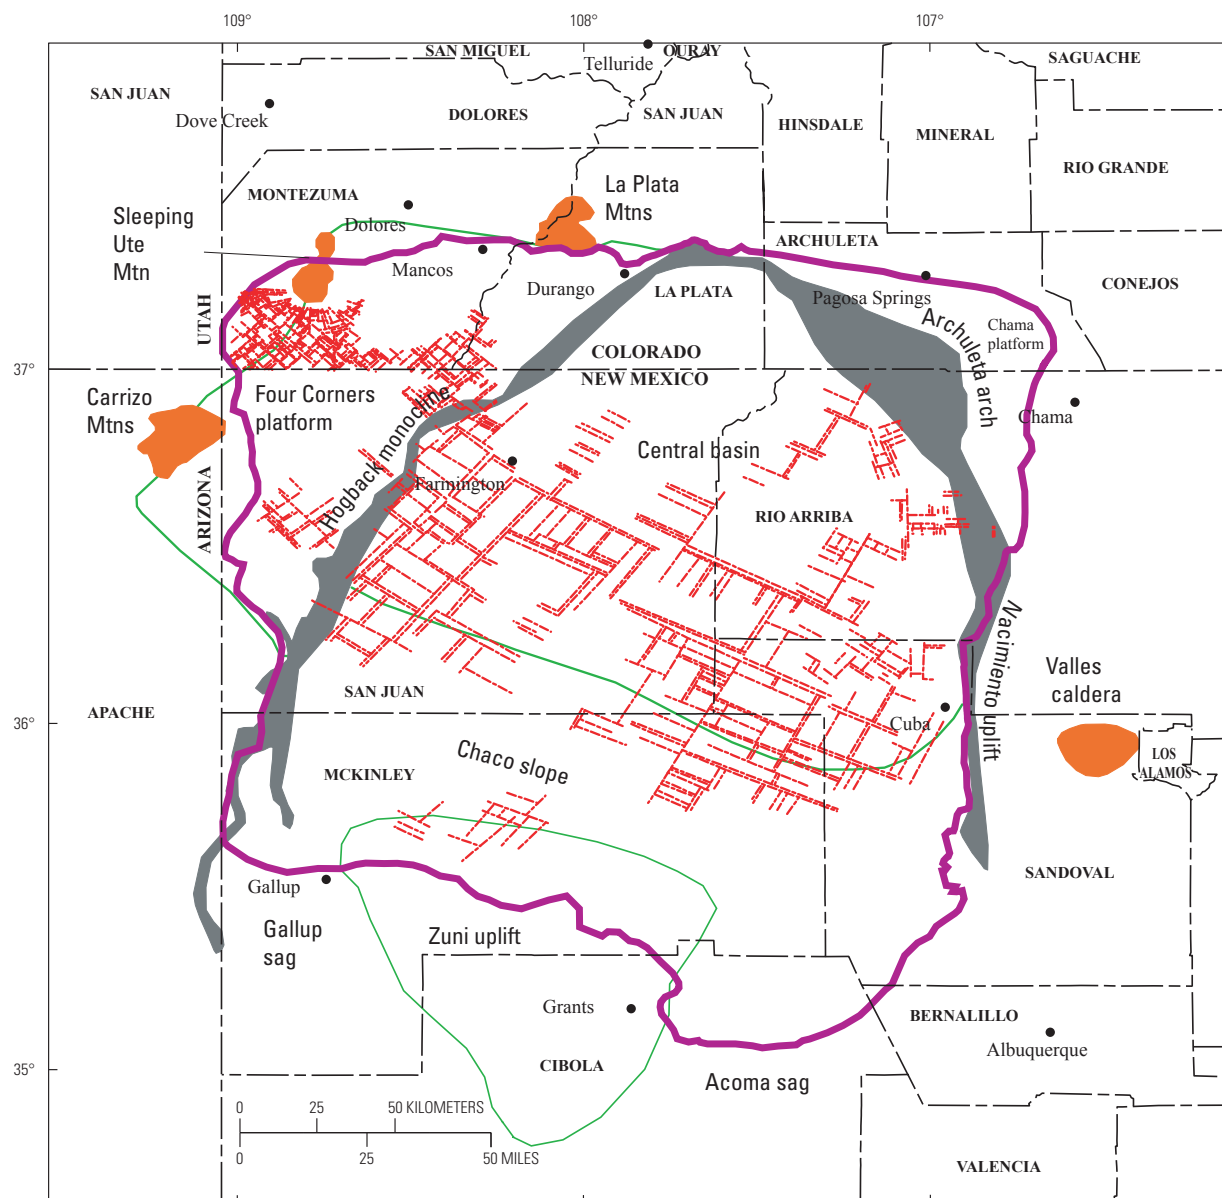 109°
108°
107°
SAN MIGUEL
OURAY
Telluride
SAGUACHE
SAN JUAN
Dove Creek
DOLORES
SAN JUAN
HINSDALE
MINERAL
RIO GRANDE
MONTEZUMA
La Plata
Mtns
Sleeping
Ute
Mtn
Dolores
ARCHULETA
Mancos
Durango
LA PLATA
Pagosa Springs
CONEJOS
UTAH
Archuleta arch
Chama
platform
COLORADO
37°
NEW MEXICO
Carrizo
Mtns
Four Corners
platform
Chama
Hogback monocline
Central basin
Farmington
ARIZONA
RIO ARRIBA
Nacimiento uplift
Valles
caldera
SAN JUAN
APACHE
36°
Cuba
Chaco slope
LOS
ALAMOS
MCKINLEY
Gallup
SANDOVAL
Gallup
sag
Zuni uplift
Grants
BERNALILLO
Albuquerque
35°
CIBOLA
Acoma sag
0 25 50 KILOMETERS
0 25 50 MILES
VALENCIA